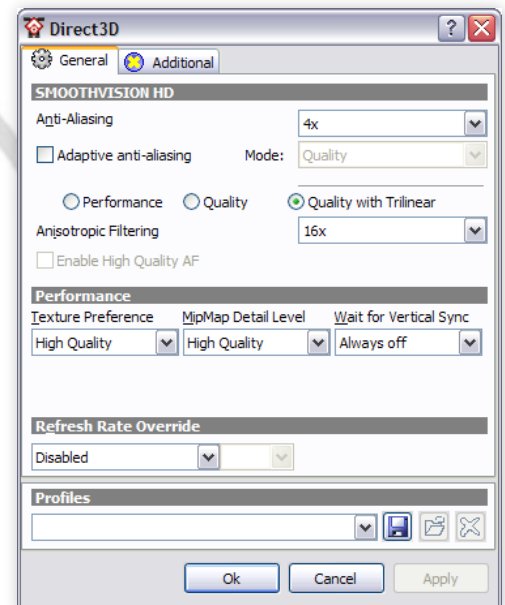 Direct3D
General Additional
SMOOTHVISION HD
Anti-Aliasing 4x
Adaptive anti-aliasing Mode: Quality
Performance Quality Quality with Trilinear
Anisotropic Filtering 16x
Enable High Quality AF
Performance
Texture Preference MipMap Detail Level Wait for Vertical Sync
High Quality High Quality Always off
Refresh Rate Override
Disabled
Profiles
Ok Cancel Apply